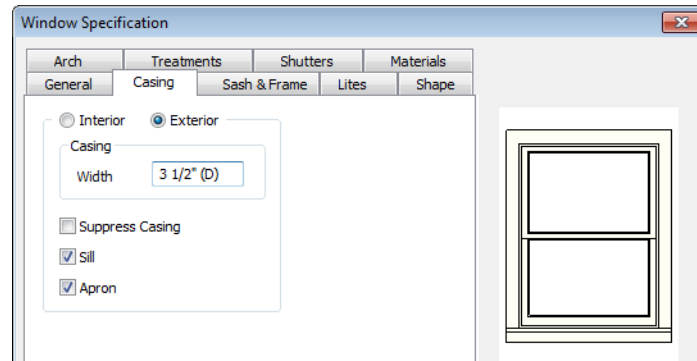 Window Specification
Arch Treatments Shutters Materials
General Casing Sash & Frame Lites Shape
Interior Exterior
Casing
Width 3 1/2" (D)
Suppress Casing
Sill
Apron